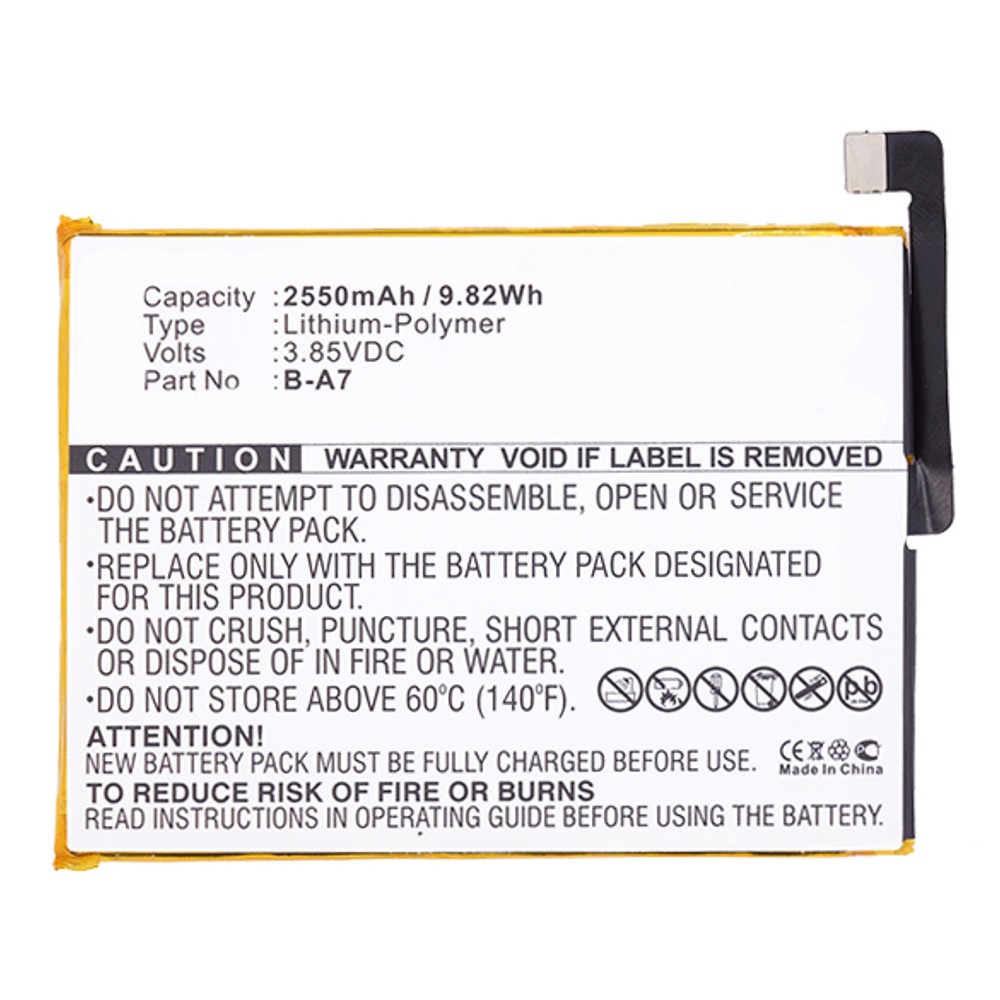 Capacity : 2550mAh / 9.82Wh
Type : Lithium-Polymer
Volts : 3.85VDC
Part No : B-A7
CAUTION WARRANTY VOID IF LABEL IS REMOVED
•DO NOT ATTEMPT TO DISASSEMBLE, OPEN OR SERVICE
THE BATTERY PACK.
•REPLACE ONLY WITH THE BATTERY PACK DESIGNATED
FOR THIS PRODUCT.
•DO NOT CRUSH, PUNCTURE, SHORT EXTERNAL CONTACTS
OR DISPOSE OF IN FIRE OR WATER.
•DO NOT STORE ABOVE 60°C (140°F).
Pb
ATTENTION!
NEW BATTERY PACK MUST BE FULLY CHARGED BEFORE USE.
CE
Made In China
TO REDUCE RISK OF FIRE OR BURNS
READ INSTRUCTIONS IN OPERATING GUIDE BEFORE USING THE BATTERY.